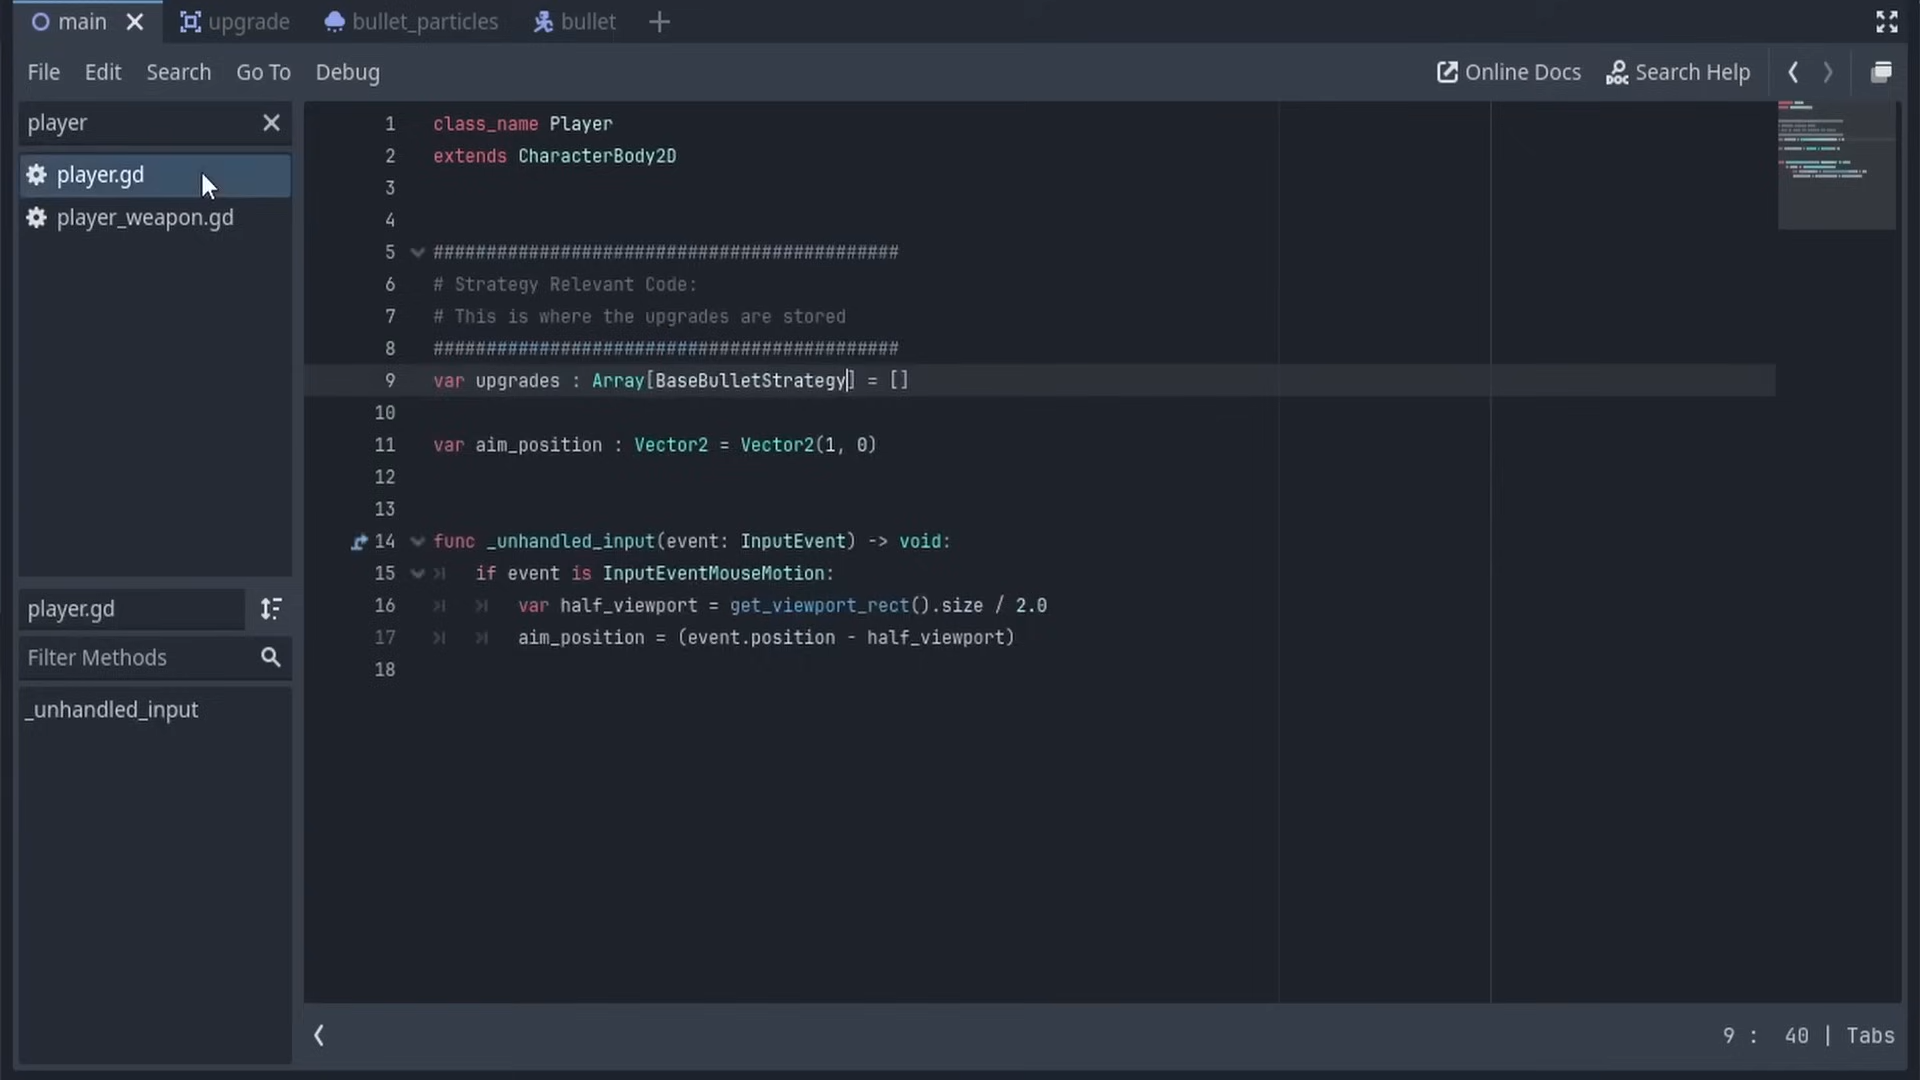 main upgrade bullet_particles bullet
File Edit Search Go To Debug Online Docs DOC Search Help
player
player.gd
player_weapon.gd
player.gd
Filter Methods
_unhandled_input
1 class_name Player
2 extends CharacterBody2D
3
4
5 ############################################
6 # Strategy Relevant Code:
7 # This is where the upgrades are stored
8 ############################################
9 var upgrades : Array[BaseBulletStrategy] = []
10
11 var aim_position : Vector2 = Vector2(1, 0)
12
13
14 func _unhandled_input(event: InputEvent) -> void:
15 if event is InputEventMouseMotion:
16 var half_viewport = get_viewport_rect().size / 2.0
17 aim_position = (event.position - half_viewport)
18
9 : 40 | Tabs